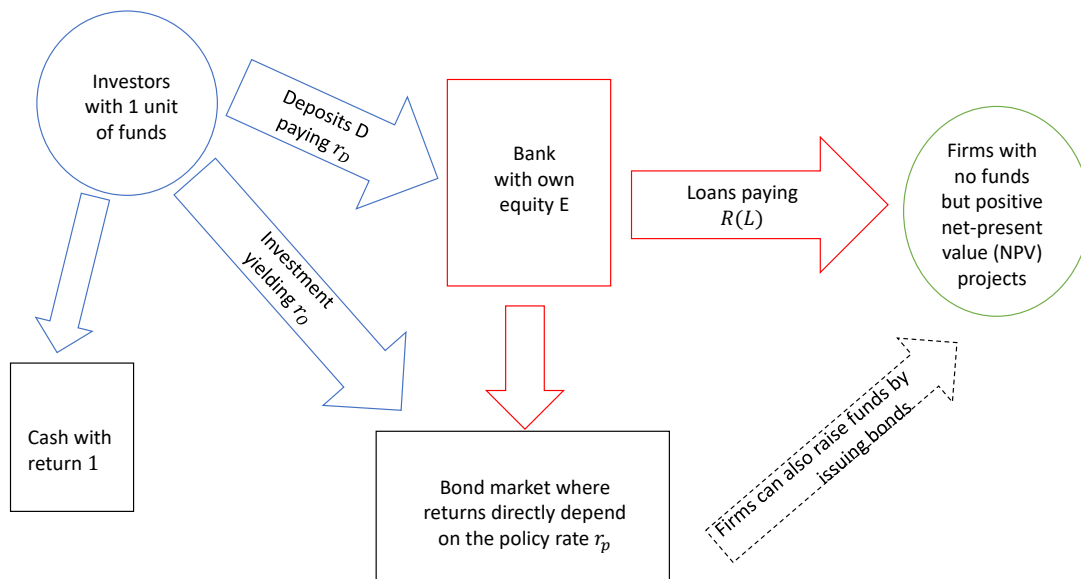 Investors
with 1 unit
of funds
Deposits D
paying r_D
Bank
with own
equity E
Loans paying
R(L)
Firms with
no funds
but positive
net-present
value (NPV)
projects
Investment
yielding r_O
Cash with
return 1
Bond market where
returns directly depend
on the policy rate r_p
Firms can also raise funds by
issuing bonds